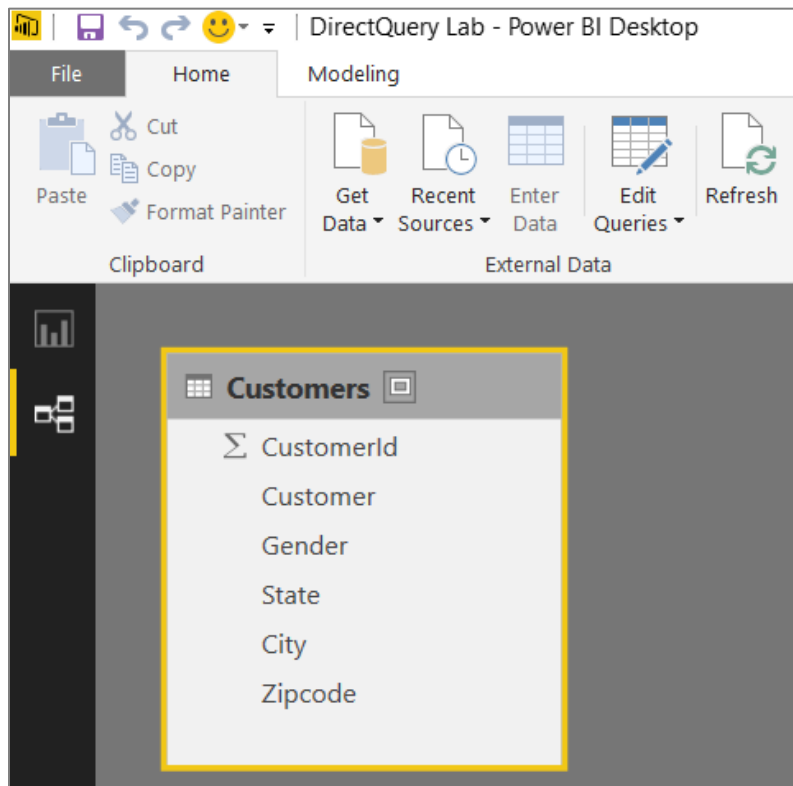 DirectQuery Lab - Power BI Desktop
File Home Modeling
Paste
Cut
Copy
Format Painter
Clipboard
Get Data
Recent Sources
Enter Data
Edit Queries
Refresh
External Data
Customers
Σ CustomerId
Customer
Gender
State
City
Zipcode